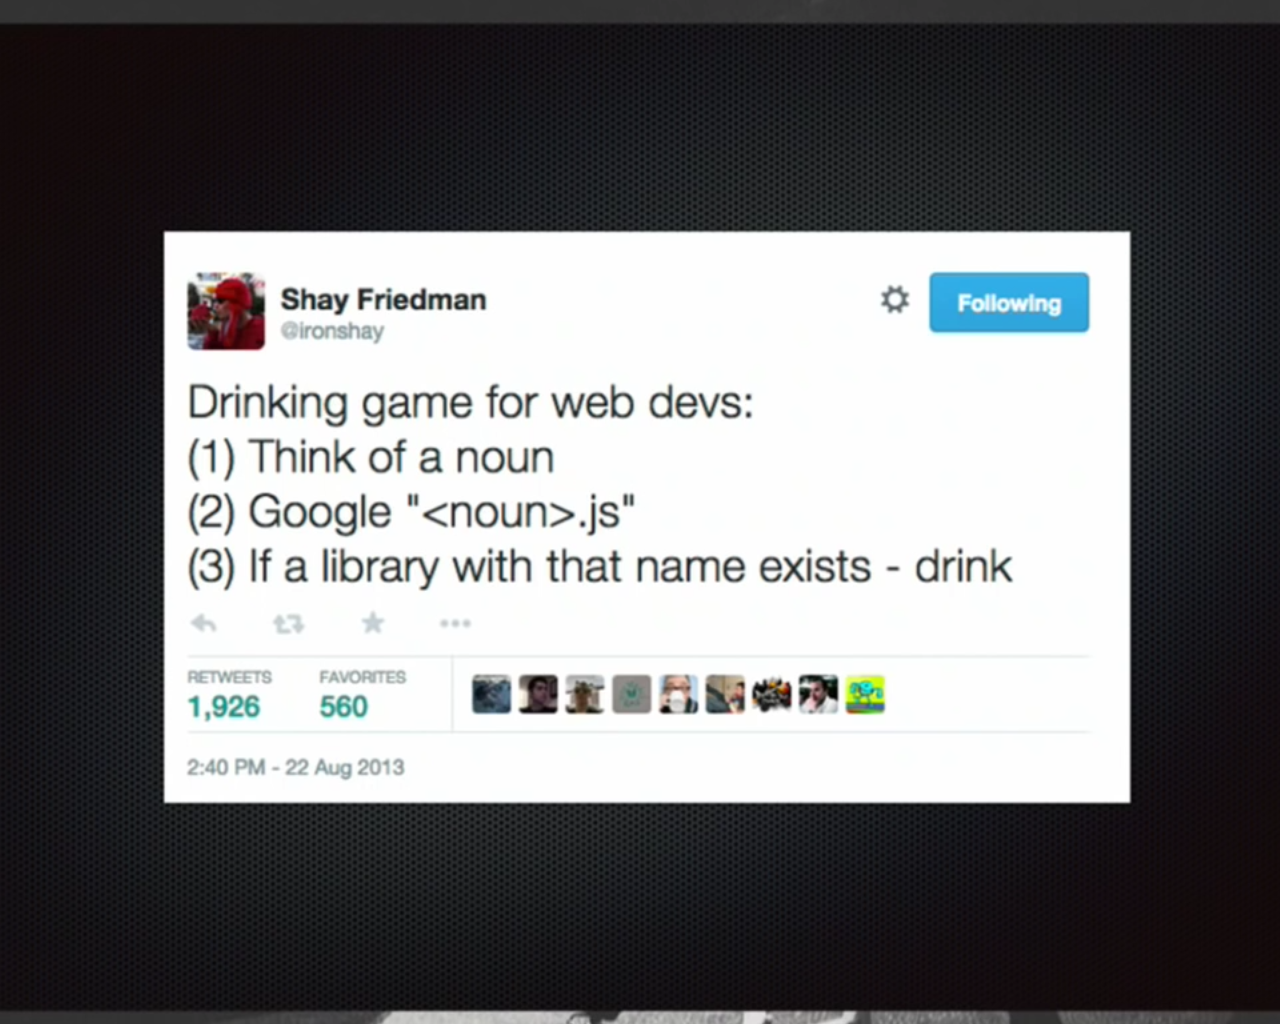 Shay Friedman
@ironshay
Following
Drinking game for web devs:
(1) Think of a noun
(2) Google "<noun>.js"
(3) If a library with that name exists - drink
RETWEETS FAVORITES
1,926 560
2:40 PM - 22 Aug 2013